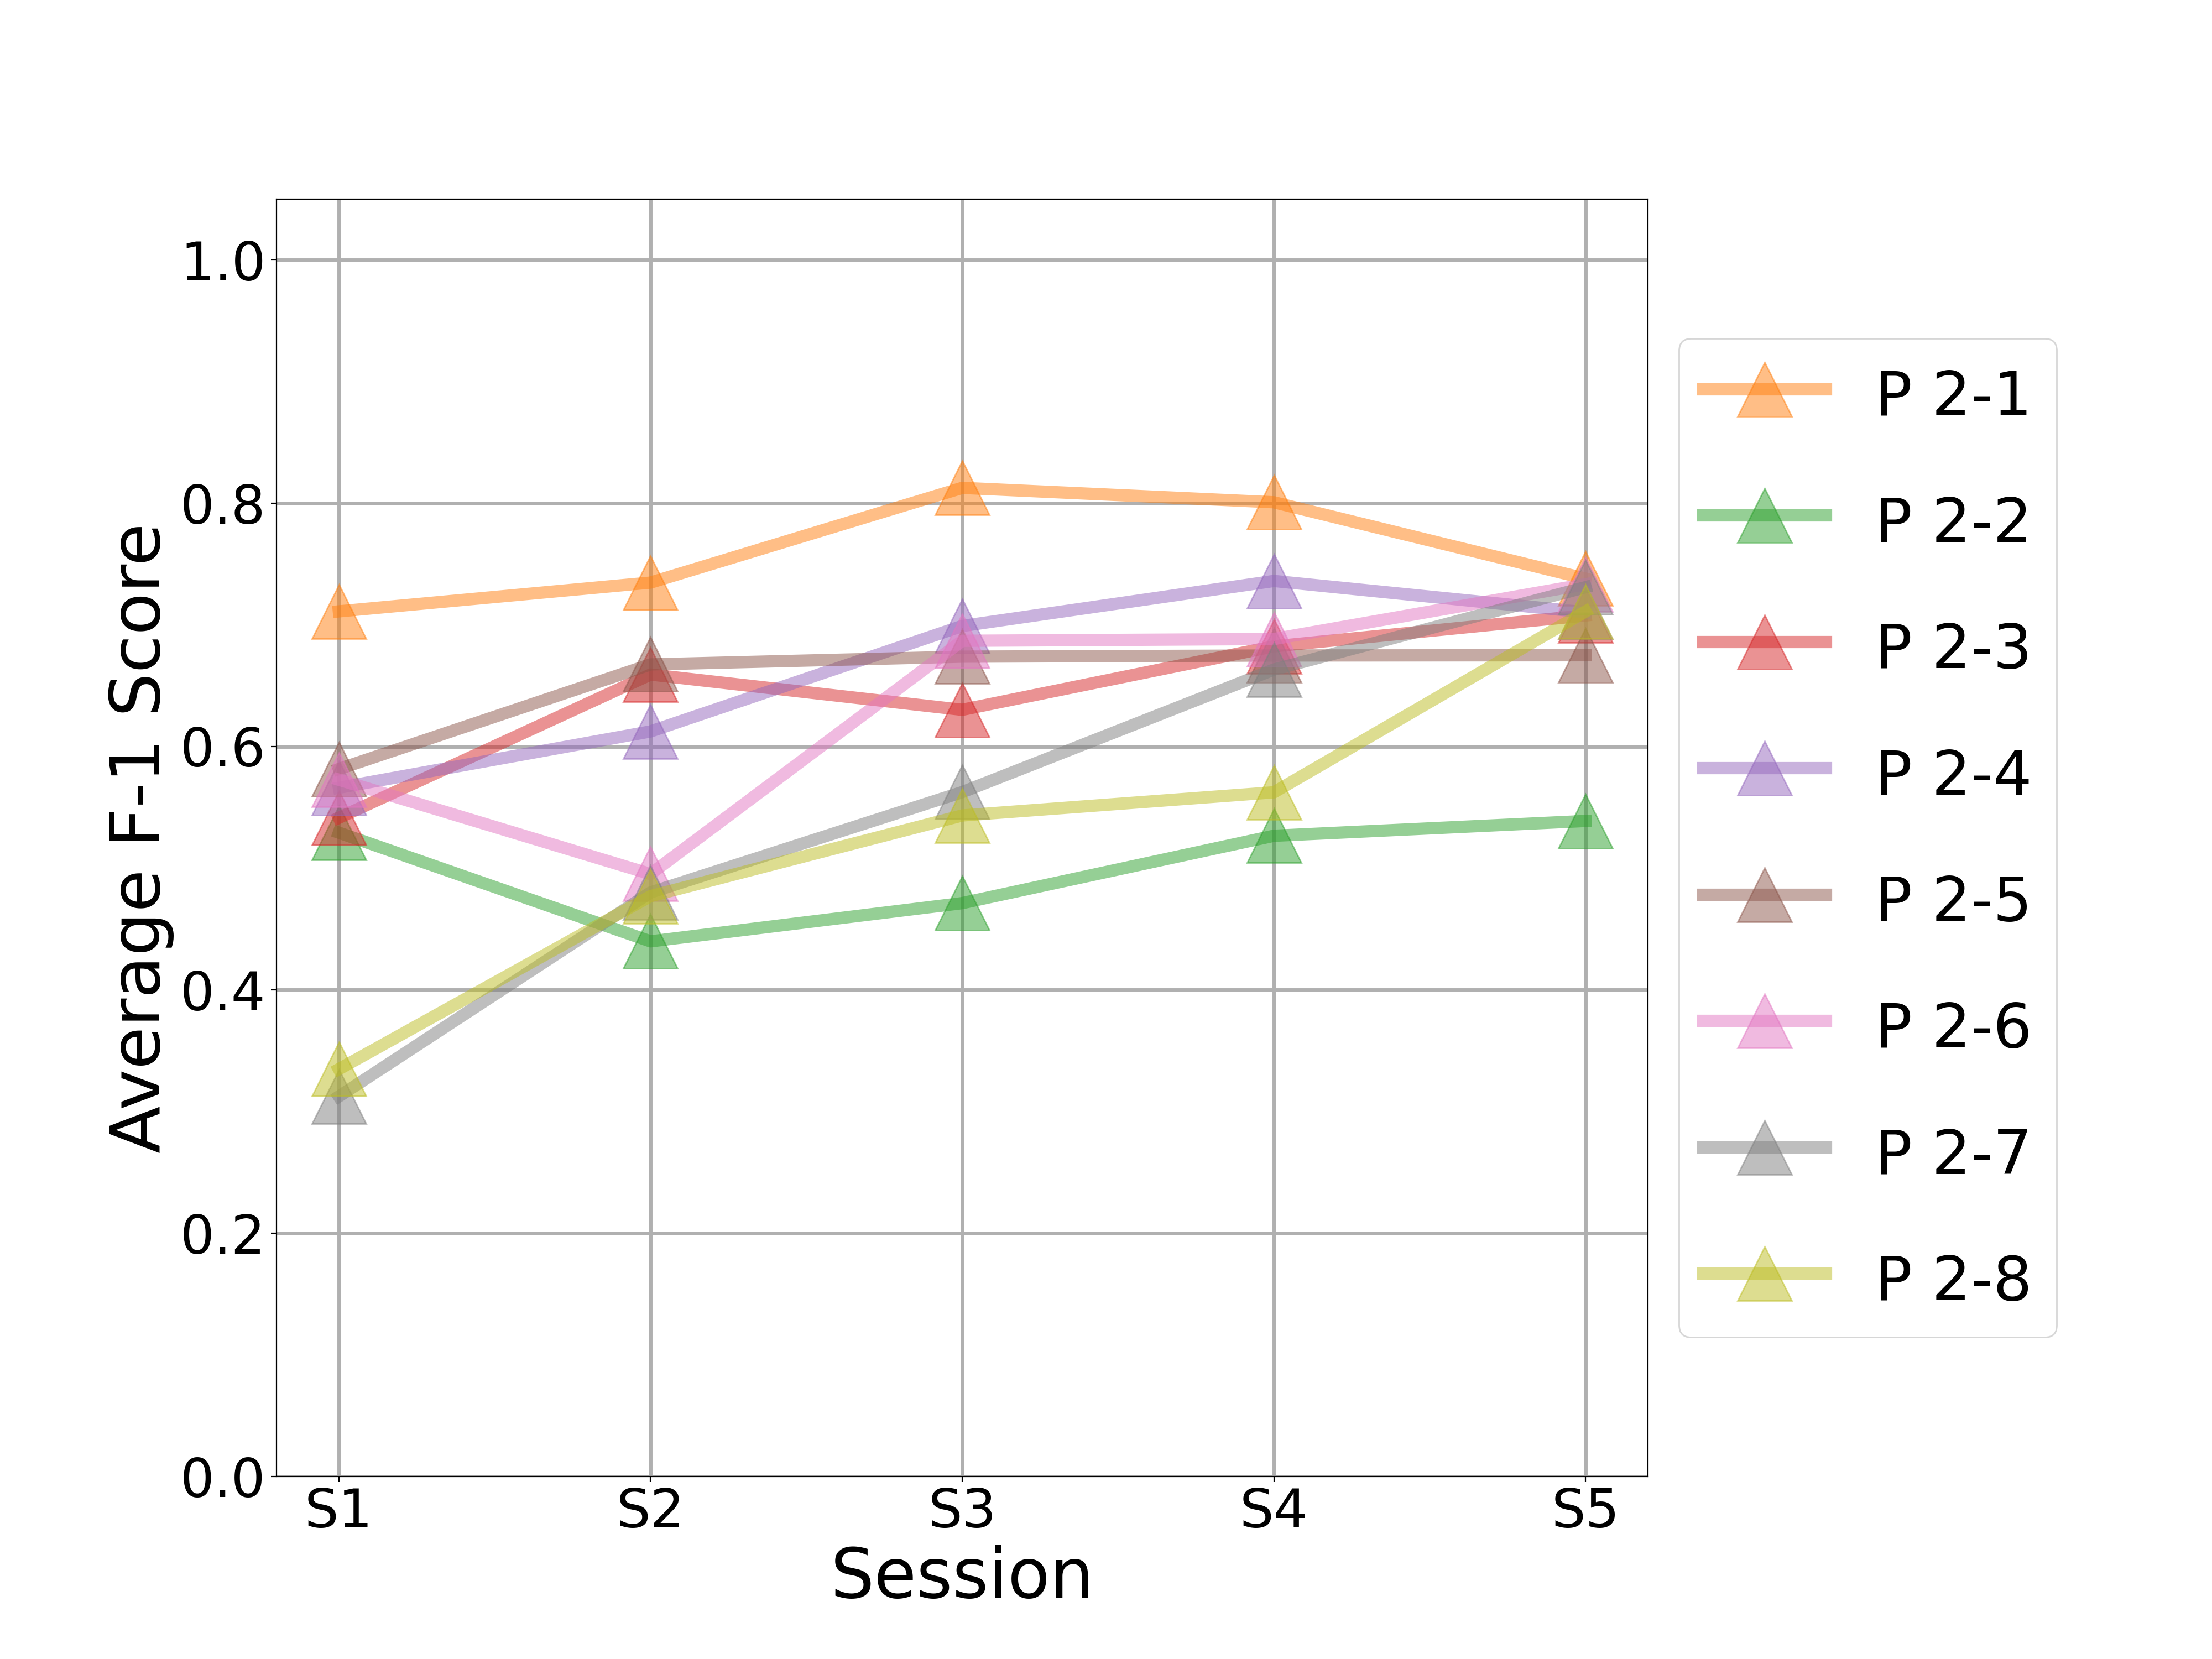 Average F-1 Score
1.0
0.8
0.6
0.4
0.2
0.0
S1 S2 S3 S4 S5
Session
P 2-1
P 2-2
P 2-3
P 2-4
P 2-5
P 2-6
P 2-7
P 2-8